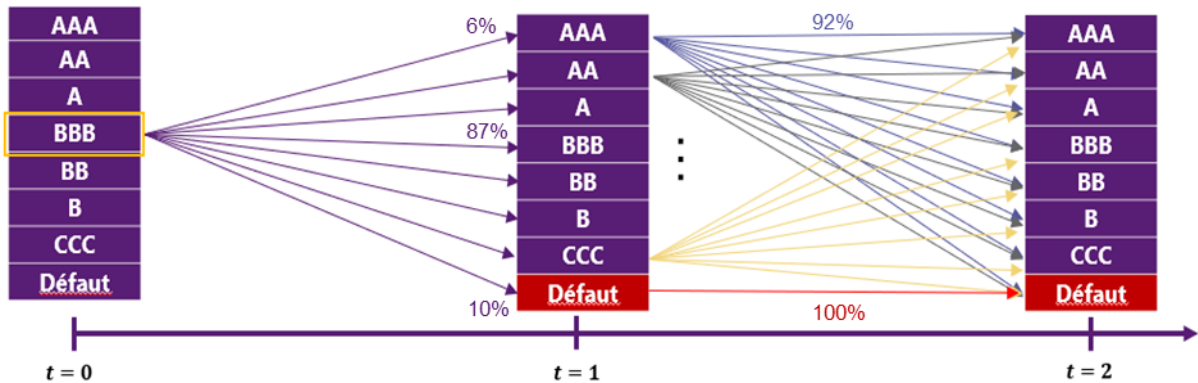 AAA
AA
A
BBB
BB
B
CCC
Défaut
6%
87%
10%
AAA
AA
A
BBB
BB
B
CCC
Défaut
92%
100%
AAA
AA
A
BBB
BB
B
CCC
Défaut
t = 0
t = 1
t = 2